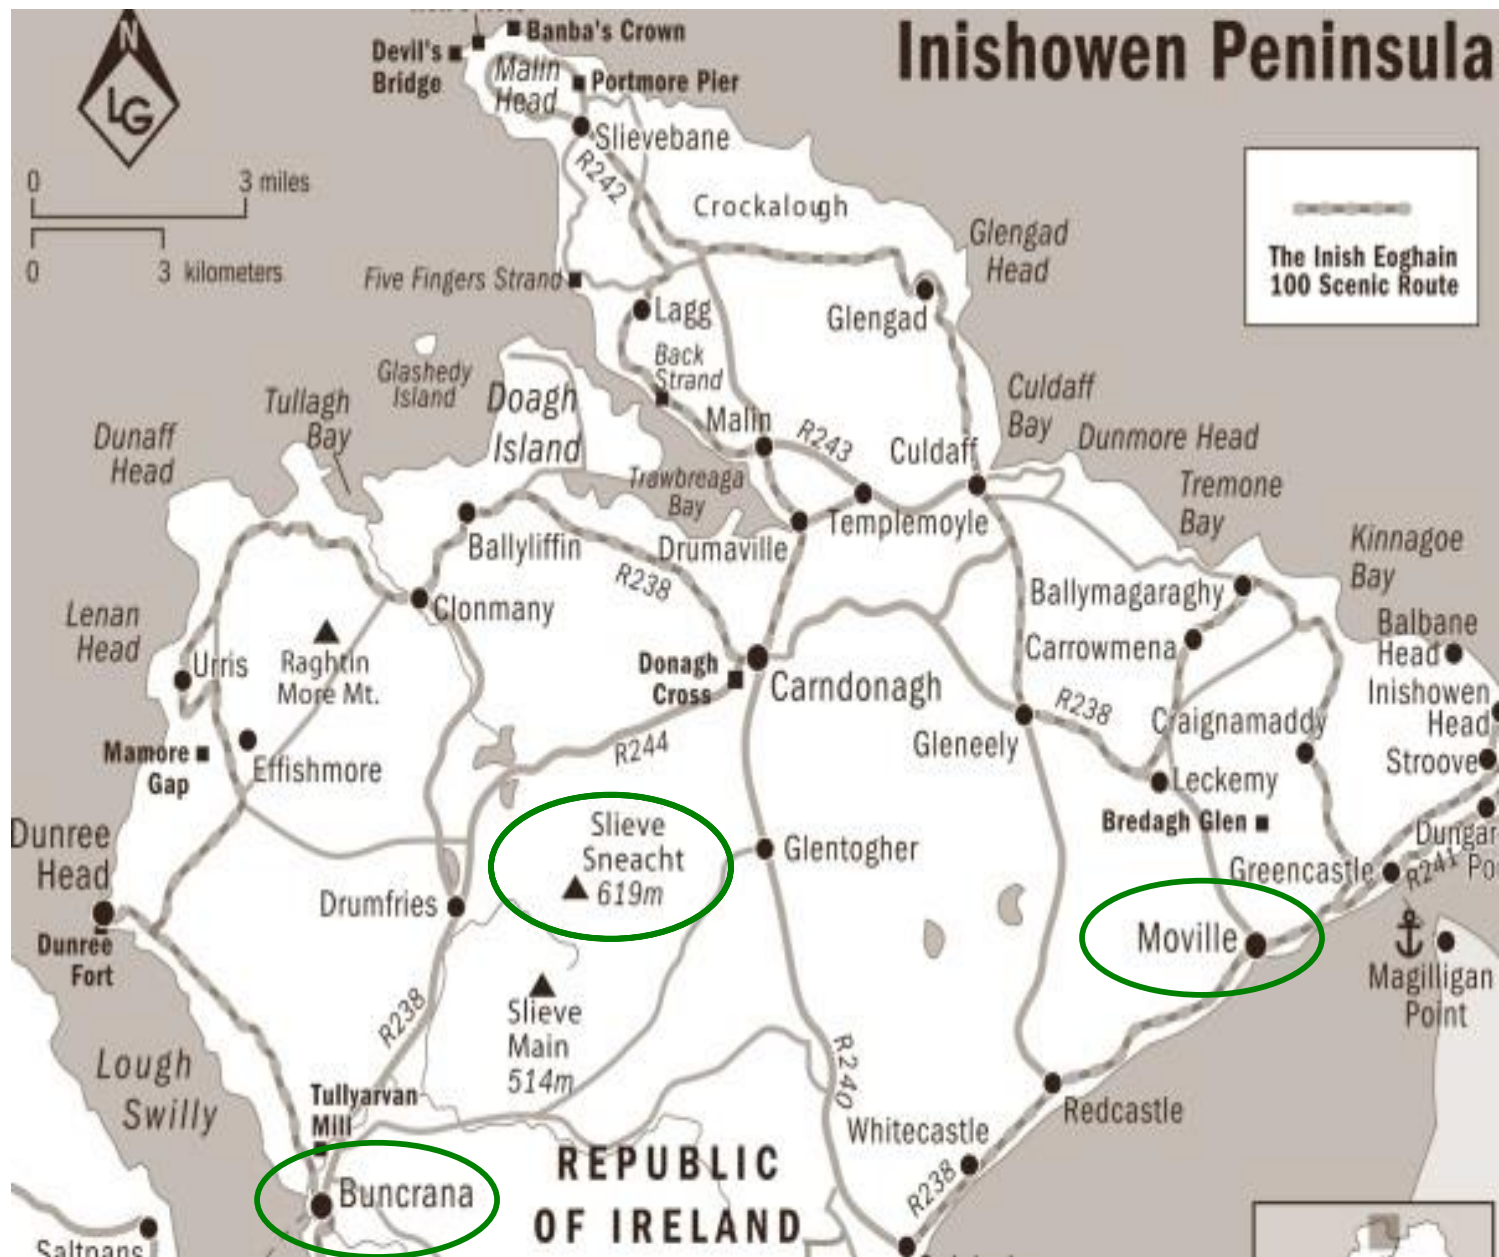 Inishowen Peninsula
N
LG
0
3 miles
0
3 kilometers
Banba's Crown
Devil's
Bridge
Malin
Head
Portmore Pier
Slievebane
R242
Crockalough
The Inish Eoghain
100 Scenic Route
Glengad
Head
Five Fingers Strand
Lagg
Glengad
Glashedy
Island
Back
Strand
Doagh
Island
Tullagh
Bay
Dunaff
Head
Malin
R243
Culdaff
Culdaff
Bay
Dunmore Head
Trawbreaga
Bay
Tremone
Bay
Templemoyle
Ballyliffin
Drumaville
Kinnagoe
Bay
R238
Ballymagaraghy
Clonmany
Lenan
Head
Carrowmena
Balbane
Head
Urris
Raghtin
More Mt.
Donagh
Cross
Carndonagh
Inishowen
Head
R238
Craignamaddy
Gleneely
R244
Mamore
Gap
Effishmore
Stroove
Leckemy
Bredagh Glen
Slieve
Sneacht
619m
Dunree
Head
Glentogher
Greencastle
R241
Drumfries
Dunree
Fort
Moville
Magilligan
Point
R238
Slieve
Main
514m
Lough
Swilly
R240
Tullyarvan
Mill
Redcastle
Whitecastle
REPUBLIC
OF IRELAND
R238
Buncrana
Saltpans